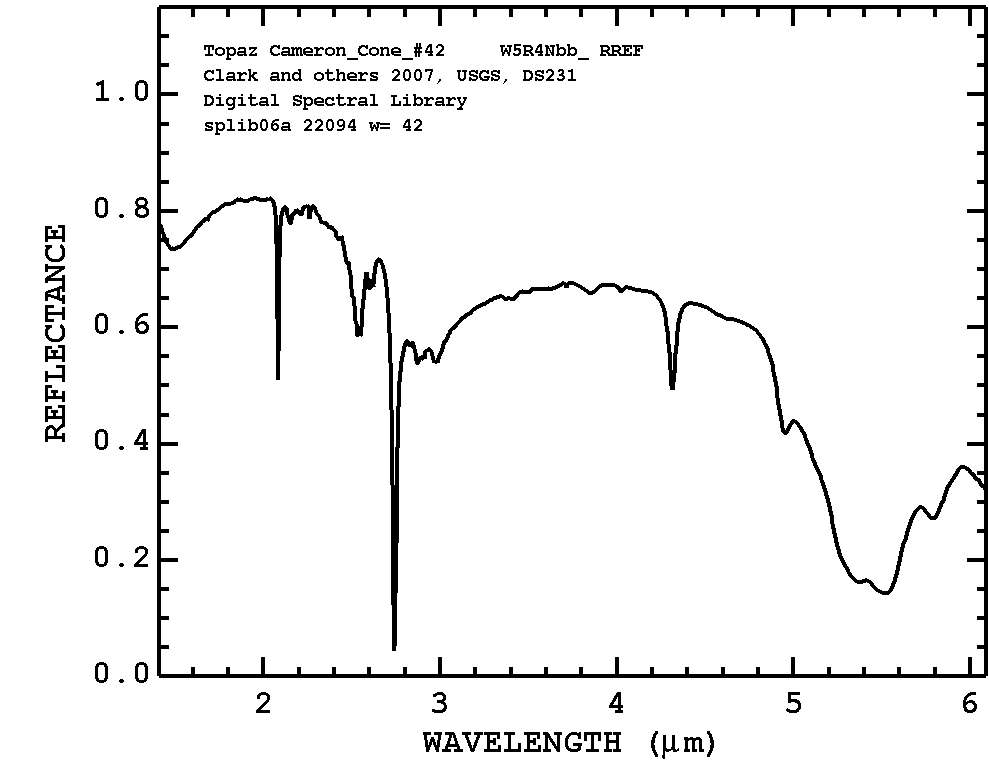 Topaz Cameron_Cone_#42 W5R4Nbb_ RREF
Clark and others 2007, USGS, DS231
Digital Spectral Library
splib06a 22094 w= 42
1.0
0.8
0.6
0.4
0.2
0.0
REFLECTANCE
2 3 4 5 6
WAVELENGTH (μm)